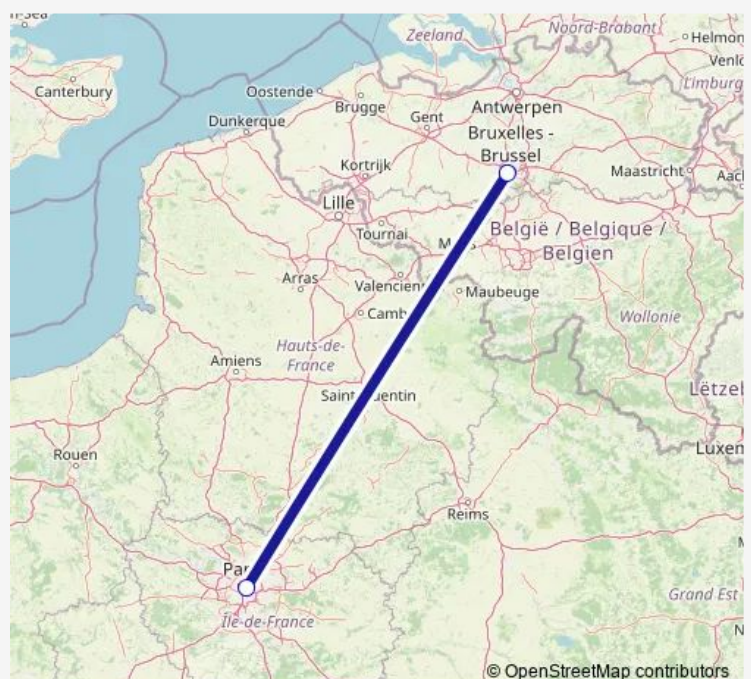 Zeeland
Noord-Brabant
Helmon
Venlo
Canterbury
Oostende
Brugge
Gent
Antwerpen
Limburg
Dunkerque
Bruxelles -
Brussel
Kortrijk
Maastricht
Lille
Tournai
België / Belgique /
Belgien
Arras
Valencien
Maubeuge
Camb
Wallonie
Hauts-de-
France
Amiens
Saint
uentin
Lëtzeb
Rouen
Luxem
Reims
Par
Île-de-France
Grand Est
© OpenStreetMap contributors